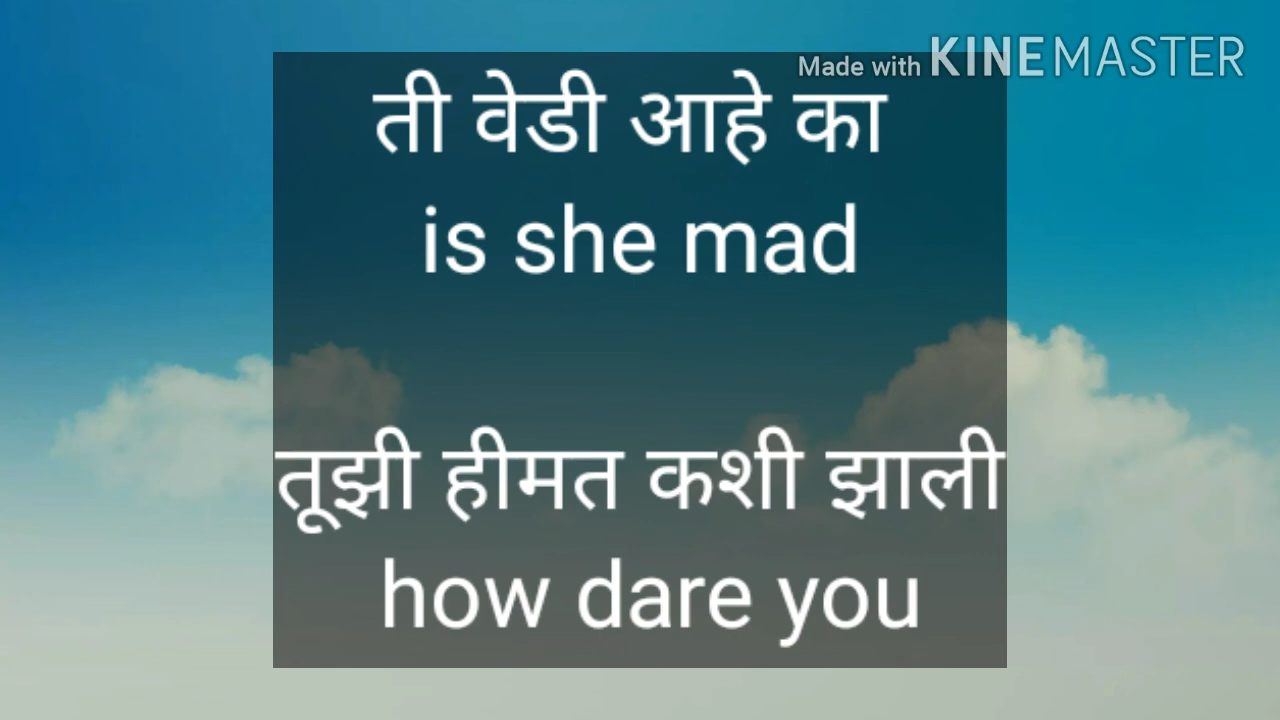 Made with KINEMASTER
ती वेडी आहे का
is she mad
तूझी हीमत कशी झाली
how dare you